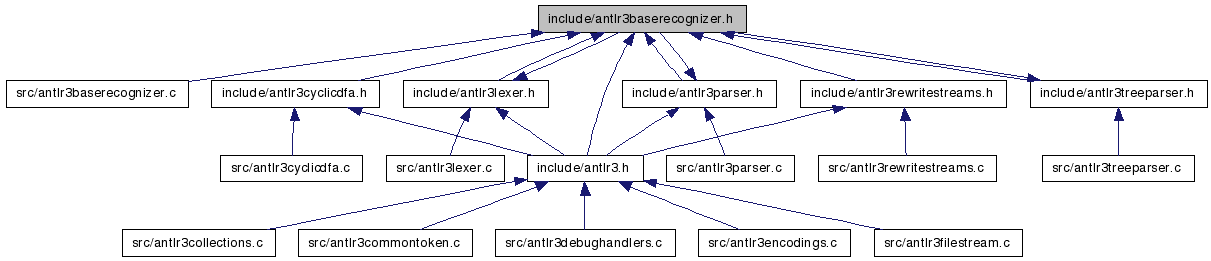 include/antlr3baserecognizer.h
src/antlr3baserecognizer.c
include/antlr3cyclicdfa.h
include/antlr3lexer.h
include/antlr3parser.h
include/antlr3rewritestreams.h
include/antlr3treeparser.h
src/antlr3cyclicdfa.c
src/antlr3lexer.c
include/antlr3.h
src/antlr3parser.c
src/antlr3rewritestreams.c
src/antlr3treeparser.c
src/antlr3collections.c
src/antlr3commontoken.c
src/antlr3debughandlers.c
src/antlr3encodings.c
src/antlr3filestream.c